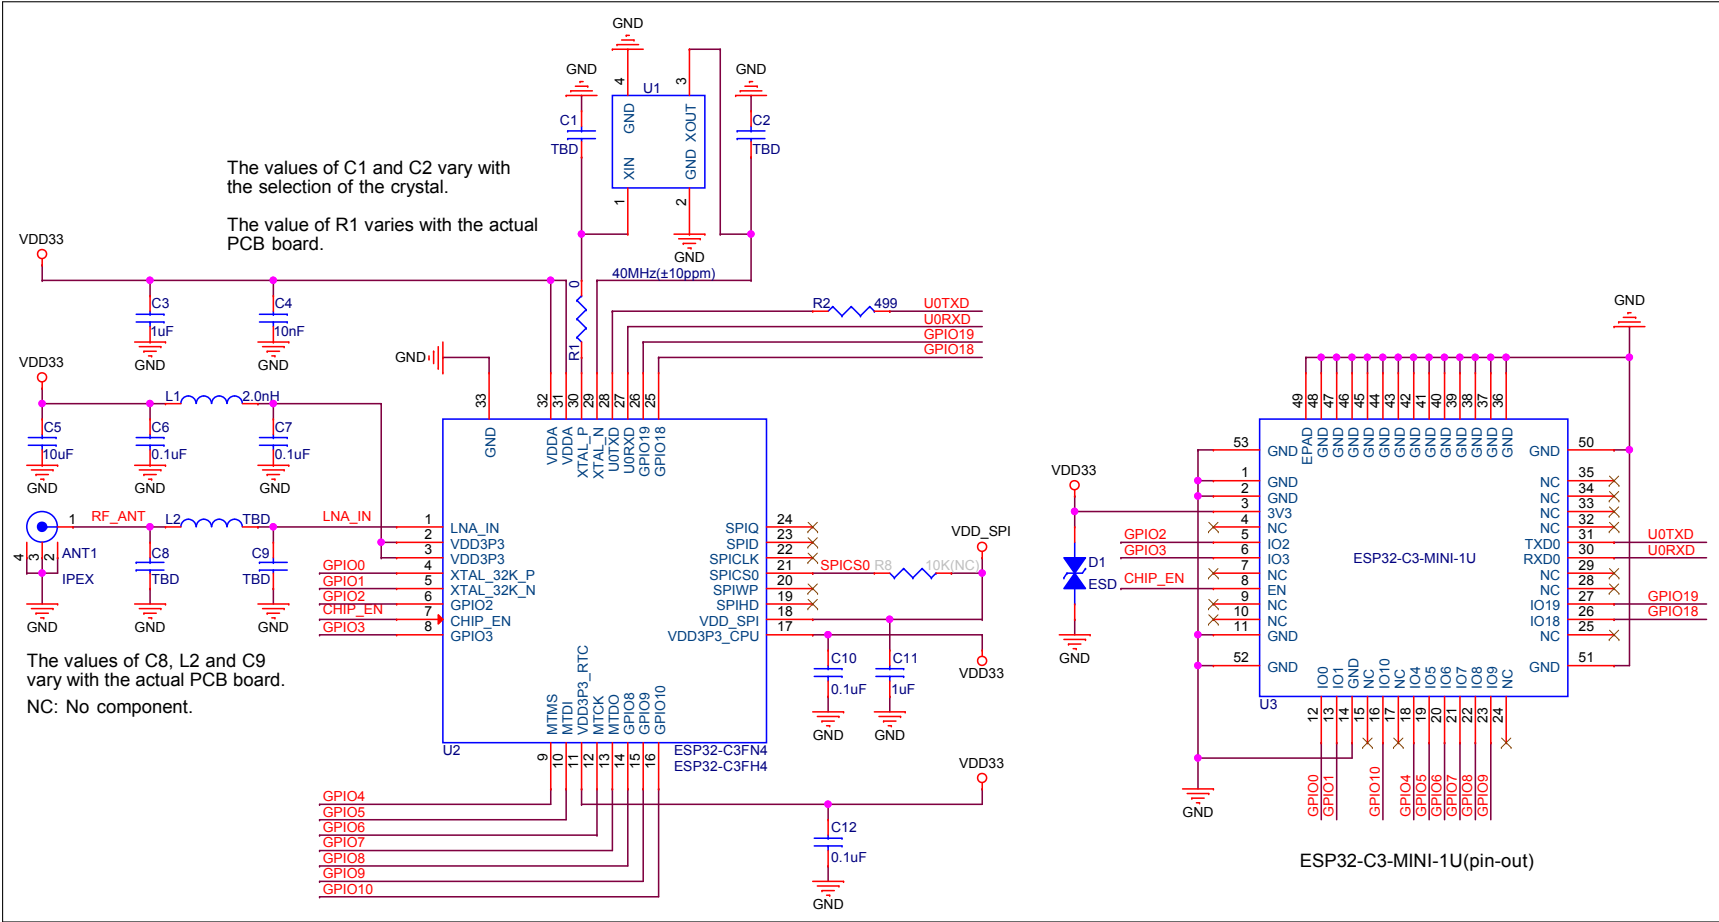 GND
GND
GND
4
3
U1
GND
XOUT
XIN
GND
C1
TBD
C2
TBD
1
2
GND
The values of C1 and C2 vary with
the selection of the crystal.
The value of R1 varies with the actual
PCB board.
VDD33
40MHz(±10ppm)
C3
1uF
GND
C4
10nF
GND
0
R1
R2
499
U0TXD
U0RXD
GPIO19
GPIO18
GND
VDD33
L1
2.0nH
C5
10uF
GND
C6
0.1uF
GND
C7
0.1uF
GND
33
32
31
30
29
28
27
26
25
GND
VDDA
VDDA
XTAL_P
XTAL_N
U0TXD
U0RXD
GPIO19
GPIO18
1
RF_ANT
L2
TBD
LNA_IN
4
3
2
ANT1
IPEX
GND
C8
TBD
GND
C9
TBD
GND
GPIO0
GPIO1
GPIO2
CHIP_EN
GPIO3
1
2
3
4
5
6
7
8
LNA_IN
VDD3P3
VDD3P3
XTAL_32K_P
XTAL_32K_N
GPIO2
CHIP_EN
GPIO3
SPIQ
SPID
SPICLK
SPICS0
SPIWP
SPIHD
VDD_SPI
VDD3P3_CPU
24
23
22
21
20
19
18
17
SPICS0
R8
10K(NC)
VDD_SPI
C10
0.1uF
GND
C11
1uF
GND
VDD33
The values of C8, L2 and C9
vary with the actual PCB board.
NC: No component.
MTMS
MTDI
VDD3P3_RTC
MTCK
MTDO
GPIO8
GPIO9
GPIO10
U2
ESP32-C3FN4
ESP32-C3FH4
9
10
11
12
13
14
15
16
GPIO4
GPIO5
GPIO6
GPIO7
GPIO8
GPIO9
GPIO10
VDD33
C12
0.1uF
GND
GND
49
48
47
46
45
44
43
42
41
40
39
38
37
36
EPAD
GND
GND
GND
GND
GND
GND
GND
GND
GND
GND
GND
GND
GND
VDD33
D1
ESD
GND
GPIO2
GPIO3
CHIP_EN
53
1
2
3
4
5
6
7
8
9
10
11
52
GND
GND
GND
3V3
NC
IO2
IO3
NC
EN
NC
NC
GND
GND
ESP32-C3-MINI-1U
GND
NC
NC
NC
NC
TXD0
RXD0
NC
NC
IO19
IO18
NC
GND
50
35
34
33
32
31
30
29
28
27
26
25
51
U0TXD
U0RXD
GPIO19
GPIO18
IO0
IO1
GND
NC
IO10
NC
IO4
IO5
IO6
IO7
IO8
IO9
NC
U3
12
13
14
15
16
17
18
19
20
21
22
23
24
GPIO0
GPIO1
GPIO10
GPIO4
GPIO5
GPIO6
GPIO7
GPIO8
GPIO9
GND
ESP32-C3-MINI-1U(pin-out)